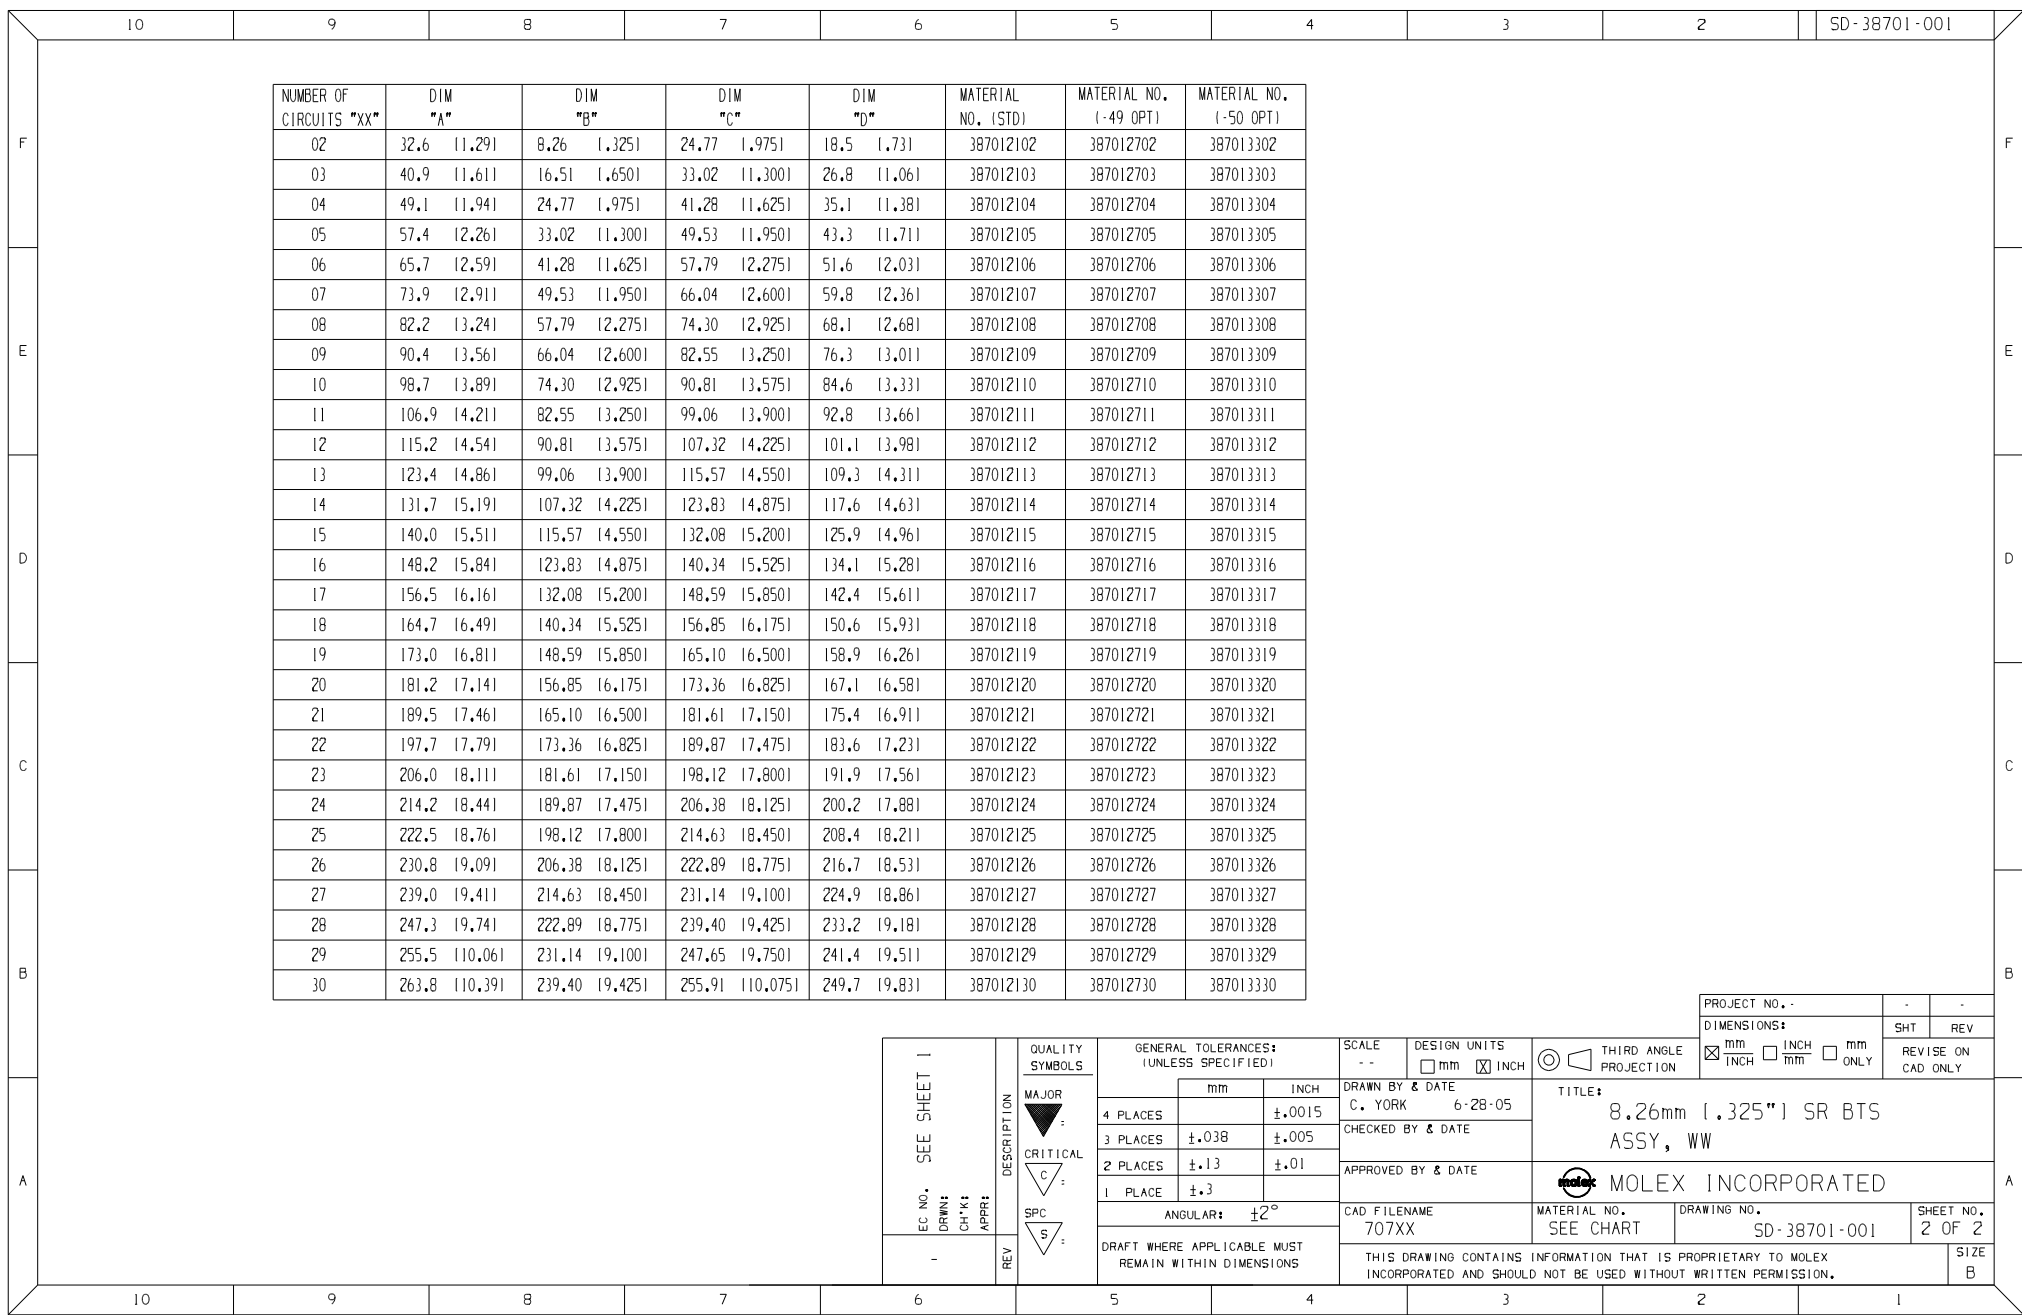 10 9 8 7 6 5 4 3 2 SD-38701-001
NUMBER OF CIRCUITS "XX" DIM "A" DIM "B" DIM "C" DIM "D" MATERIAL NO. (STD) MATERIAL NO. (-49 OPT) MATERIAL NO. (-50 OPT)
02 32.6 [1.29] 8.26 [.325] 24.77 [.975] 18.5 [.73] 387012102 387012702 387013302
F F
03 40.9 [1.61] 16.51 [.650] 33.02 [1.300] 26.8 [1.06] 387012103 387012703 387013303
04 49.1 [1.94] 24.77 [.975] 41.28 [1.625] 35.1 [1.38] 387012104 387012704 387013304
05 57.4 [2.26] 33.02 [1.300] 49.53 [1.950] 43.3 [1.71] 387012105 387012705 387013305
06 65.7 [2.59] 41.28 [1.625] 57.79 [2.275] 51.6 [2.03] 387012106 387012706 387013306
07 73.9 [2.91] 49.53 [1.950] 66.04 [2.600] 59.8 [2.36] 387012107 387012707 387013307
08 82.2 [3.24] 57.79 [2.275] 74.30 [2.925] 68.1 [2.68] 387012108 387012708 387013308
E E
09 90.4 [3.56] 66.04 [2.600] 82.55 [3.250] 76.3 [3.01] 387012109 387012709 387013309
10 98.7 [3.89] 74.30 [2.925] 90.81 [3.575] 84.6 [3.33] 387012110 387012710 387013310
11 106.9 [4.21] 82.55 [3.250] 99.06 [3.900] 92.8 [3.66] 387012111 387012711 387013311
12 115.2 [4.54] 90.81 [3.575] 107.32 [4.225] 101.1 [3.98] 387012112 387012712 387013312
13 123.4 [4.86] 99.06 [3.900] 115.57 [4.550] 109.3 [4.31] 387012113 387012713 387013313
14 131.7 [5.19] 107.32 [4.225] 123.83 [4.875] 117.6 [4.63] 387012114 387012714 387013314
15 140.0 [5.51] 115.57 [4.550] 132.08 [5.200] 125.9 [4.96] 387012115 387012715 387013315
D D
16 148.2 [5.84] 123.83 [4.875] 140.34 [5.525] 134.1 [5.28] 387012116 387012716 387013316
17 156.5 [6.16] 132.08 [5.200] 148.59 [5.850] 142.4 [5.61] 387012117 387012717 387013317
18 164.7 [6.49] 140.34 [5.525] 156.85 [6.175] 150.6 [5.93] 387012118 387012718 387013318
19 173.0 [6.81] 148.59 [5.850] 165.10 [6.500] 158.9 [6.26] 387012119 387012719 387013319
20 181.2 [7.14] 156.85 [6.175] 173.36 [6.825] 167.1 [6.58] 387012120 387012720 387013320
21 189.5 [7.46] 165.10 [6.500] 181.61 [7.150] 175.4 [6.91] 387012121 387012721 387013321
22 197.7 [7.79] 173.36 [6.825] 189.87 [7.475] 183.6 [7.23] 387012122 387012722 387013322
C C
23 206.0 [8.11] 181.61 [7.150] 198.12 [7.800] 191.9 [7.56] 387012123 387012723 387013323
24 214.2 [8.44] 189.87 [7.475] 206.38 [8.125] 200.2 [7.88] 387012124 387012724 387013324
25 222.5 [8.76] 198.12 [7.800] 214.63 [8.450] 208.4 [8.21] 387012125 387012725 387013325
26 230.8 [9.09] 206.38 [8.125] 222.89 [8.775] 216.7 [8.53] 387012126 387012726 387013326
27 239.0 [9.41] 214.63 [8.450] 231.14 [9.100] 224.9 [8.86] 387012127 387012727 387013327
28 247.3 [9.74] 222.89 [8.775] 239.40 [9.425] 233.2 [9.18] 387012128 387012728 387013328
29 255.5 [10.06] 231.14 [9.100] 247.65 [9.750] 241.4 [9.51] 387012129 387012729 387013329
B B
30 263.8 [10.39] 239.40 [9.425] 255.91 [10.075] 249.7 [9.83] 387012130 387012730 387013330
PROJECT NO. - - -
DIMENSIONS: SHT REV
mm/INCH INCH/mm mm ONLY
REVISE ON
CAD ONLY
EC NO. SEE SHEET 1
DRWN:
CH'K:
APPR:
-
DESCRIPTION
REV
QUALITY
SYMBOLS
MAJOR
=
CRITICAL
C =
SPC
S =
GENERAL TOLERANCES:
(UNLESS SPECIFIED)
mm INCH
4 PLACES ±.0015
3 PLACES ±.038 ±.005
2 PLACES ±.13 ±.01
1 PLACE ±.3
ANGULAR: ±2°
DRAFT WHERE APPLICABLE MUST
REMAIN WITHIN DIMENSIONS
SCALE
--
DESIGN UNITS
mm X INCH
THIRD ANGLE
PROJECTION
DRAWN BY & DATE
C. YORK 6-28-05
CHECKED BY & DATE
APPROVED BY & DATE
TITLE:
8.26mm [.325"] SR BTS
ASSY, WW
molex MOLEX INCORPORATED
A A
CAD FILENAME
707XX
MATERIAL NO.
SEE CHART
DRAWING NO.
SD-38701-001
SHEET NO.
2 OF 2
THIS DRAWING CONTAINS INFORMATION THAT IS PROPRIETARY TO MOLEX
INCORPORATED AND SHOULD NOT BE USED WITHOUT WRITTEN PERMISSION.
SIZE
B
10 9 8 7 6 5 4 3 2 1